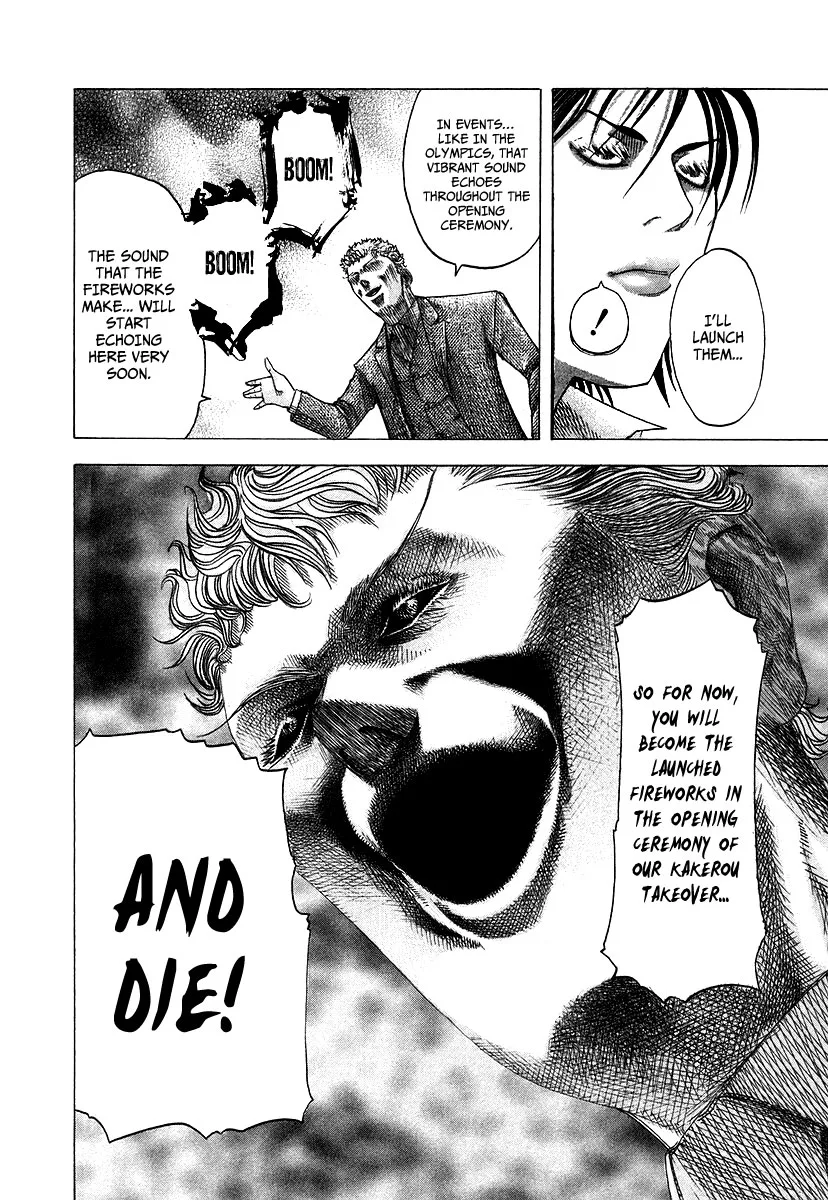 I'LL
LAUNCH
THEM...
!
IN EVENTS...
LIKE IN THE
OLYMPICS, THAT
VIBRANT SOUND
ECHOES
THROUGHOUT THE
OPENING
CEREMONY.
BOOM!
BOOM!
THE SOUND
THAT THE
FIREWORKS
MAKE... WILL
START
ECHOING
HERE VERY
SOON.
SO FOR NOW,
YOU WILL
BECOME THE
LAUNCHED
FIREWORKS IN
THE OPENING
CEREMONY OF
OUR KAKEROU
TAKEOVER...
AND
DIE!